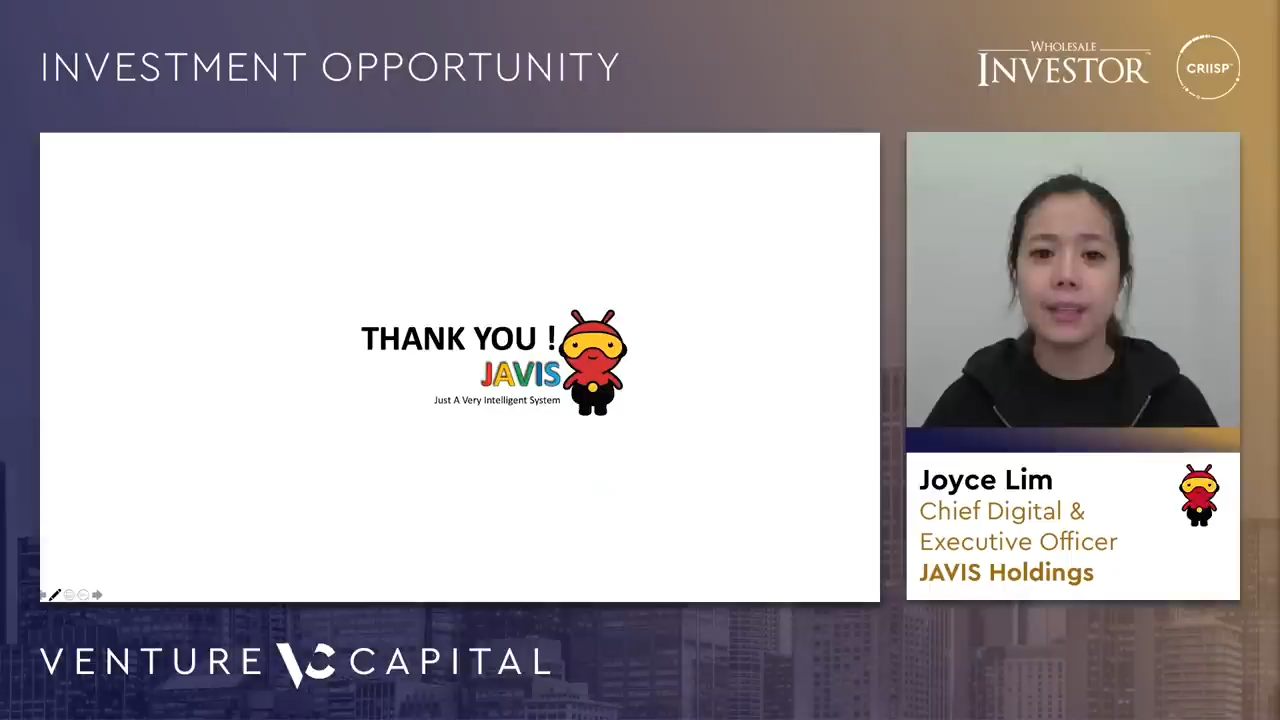 INVESTMENT OPPORTUNITY
WHOLESALE
INVESTOR
CRIISP
THANK YOU !
JAVIS
Just A Very Intelligent System
Joyce Lim
Chief Digital &
Executive Officer
JAVIS Holdings
VENTURE VC CAPITAL